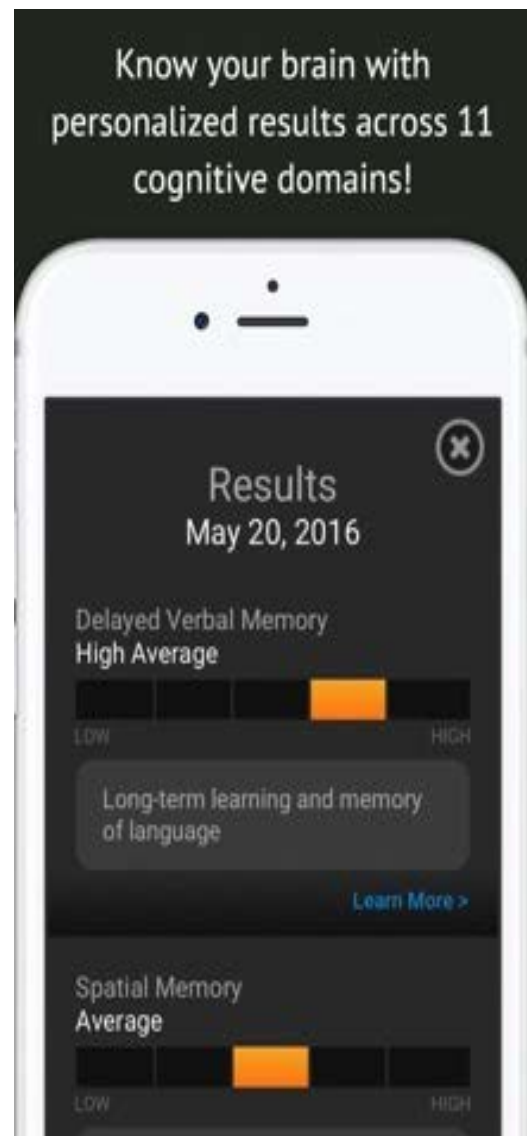 Know your brain with
personalized results across 11
cognitive domains!
Results
May 20, 2016
Delayed Verbal Memory
High Average
LOW HIGH
Long-term learning and memory
of language
Learn More >
Spatial Memory
Average
LOW HIGH